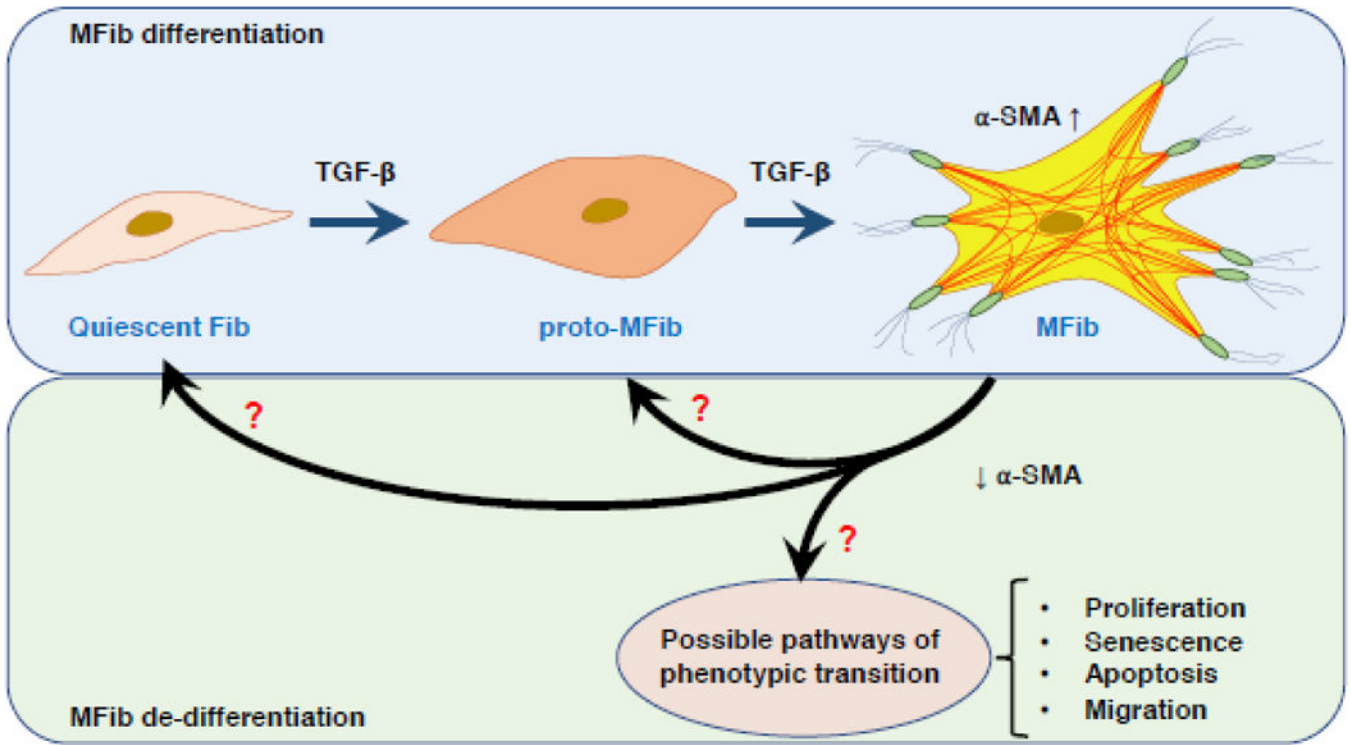 MFib differentiation
α-SMA ↑
TGF-β
TGF-β
Quiescent Fib
proto-MFib
MFib
?
?
↓ α-SMA
?
Possible pathways of
phenotypic transition
• Proliferation
• Senescence
• Apoptosis
• Migration
MFib de-differentiation